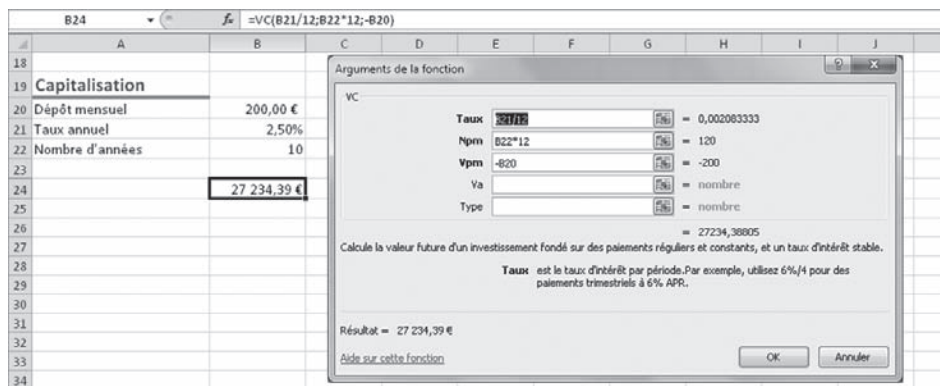 B24 fx =VC(B21/12;B22*12;-B20)
A B C D E F G H I J
18
19 Capitalisation
20 Dépôt mensuel 200,00 €
21 Taux annuel 2,50%
22 Nombre d'années 10
23
24 27 234,39 €
25
26
27
28
29
30
31
32
33
34
Arguments de la fonction
VC
Taux B21/12 = 0,002083333
Npm B22*12 = 120
Vpm -B20 = -200
Va = nombre
Type = nombre
= 27234,38805
Calcule la valeur future d'un investissement fondé sur des paiements réguliers et constants, et un taux d'intérêt stable.
Taux est le taux d'intérêt par période.Par exemple, utilisez 6%/4 pour des
paiements trimestriels à 6% APR.
Résultat = 27 234,39 €
Aide sur cette fonction OK Annuler